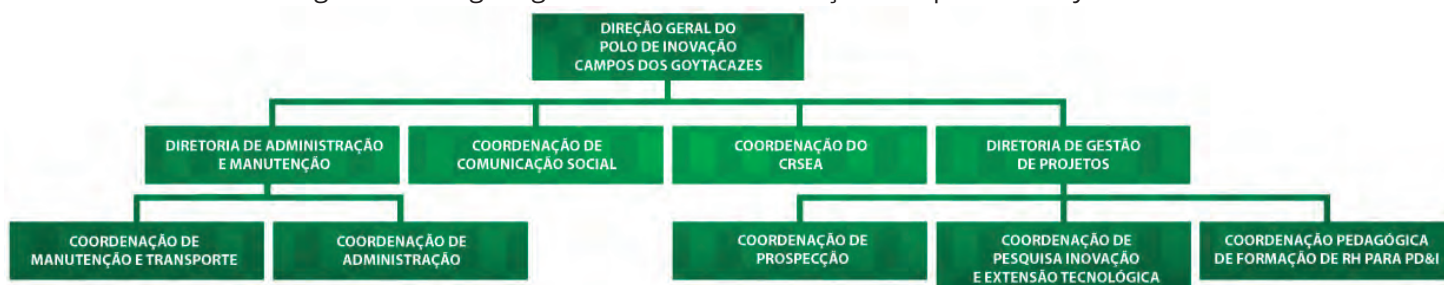 DIREÇÃO GERAL DO
POLO DE INOVAÇÃO
CAMPOS DOS GOYTACAZES
DIRETORIA DE ADMINISTRAÇÃO
E MANUTENÇÃO
COORDENAÇÃO DE
COMUNICAÇÃO SOCIAL
COORDENAÇÃO DO
CRSEA
DIRETORIA DE GESTÃO
DE PROJETOS
COORDENAÇÃO DE
MANUTENÇÃO E TRANSPORTE
COORDENAÇÃO DE
ADMINISTRAÇÃO
COORDENAÇÃO DE
PROSPECÇÃO
COORDENAÇÃO DE
PESQUISA INOVAÇÃO
E EXTENSÃO TECNOLÓGICA
COORDENAÇÃO PEDAGÓGICA
DE FORMAÇÃO DE RH PARA PD&I